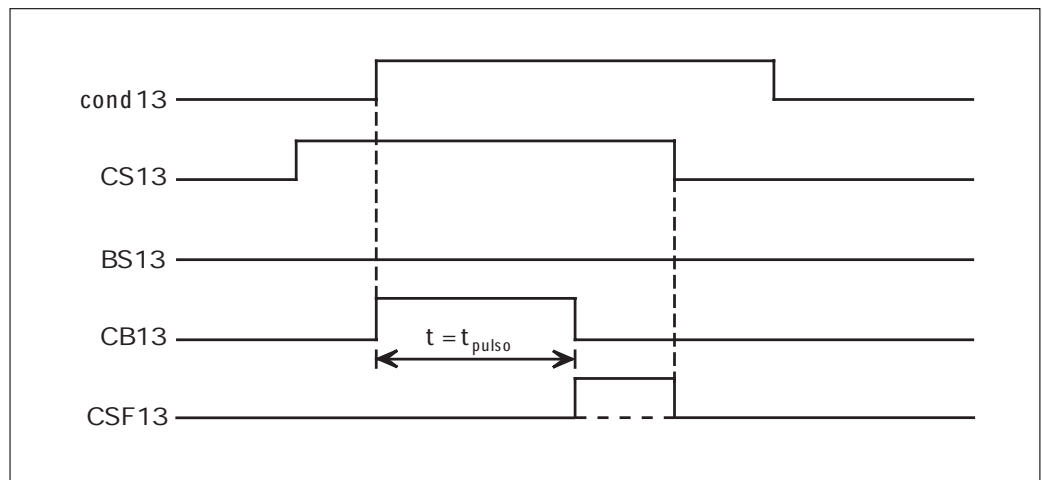 cond13
CS13
BS13
CB13
t = tpulso
CSF13